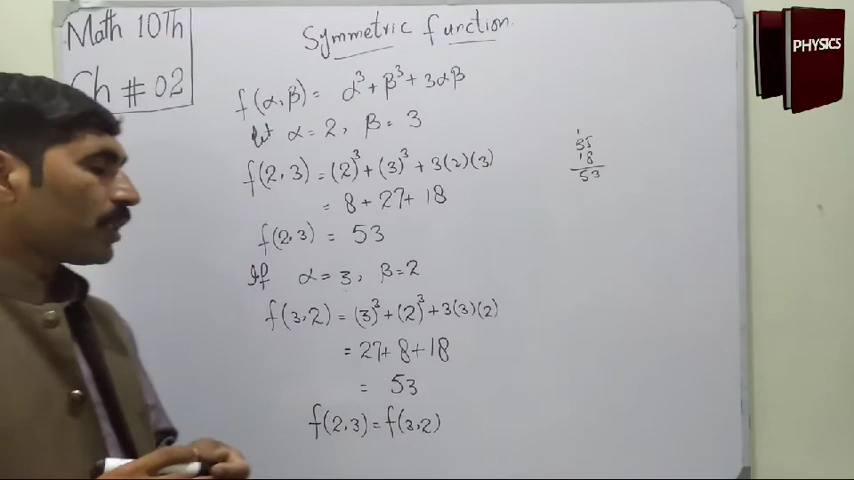 Math 10Th
Ch # 02
Symmetric function.
f(α,β) = α³ + β³ + 3αβ
let α = 2, β = 3
f(2,3) = (2)³ + (3)³ + 3(2)(3)
= 8 + 27 + 18
f(2,3) = 53
If α = 3, β = 2
f(3,2) = (3)³ + (2)³ + 3(3)(2)
= 27 + 8 + 18
= 53
f(2,3) = f(3,2)
1
35
18
53
PHYSICS